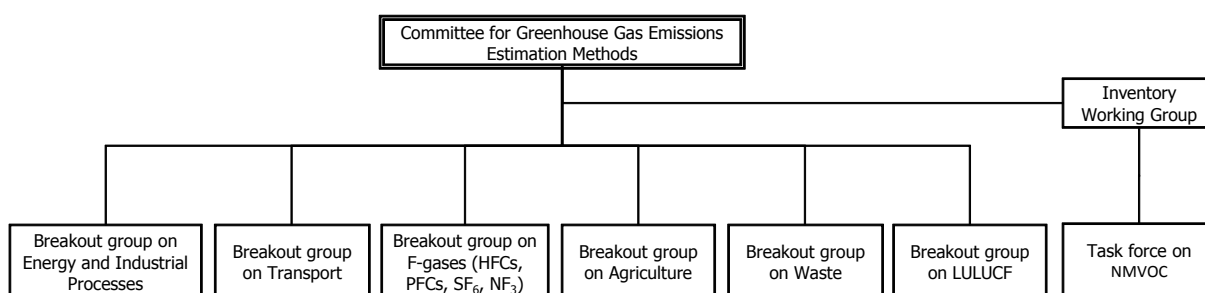 Committee for Greenhouse Gas Emissions
Estimation Methods
Inventory
Working Group
Breakout group on
Energy and Industrial
Processes
Breakout group
on Transport
Breakout group on
F-gases (HFCs,
PFCs, SF₆, NF₃)
Breakout group
on Agriculture
Breakout group
on Waste
Breakout group
on LULUCF
Task force on
NMVOC